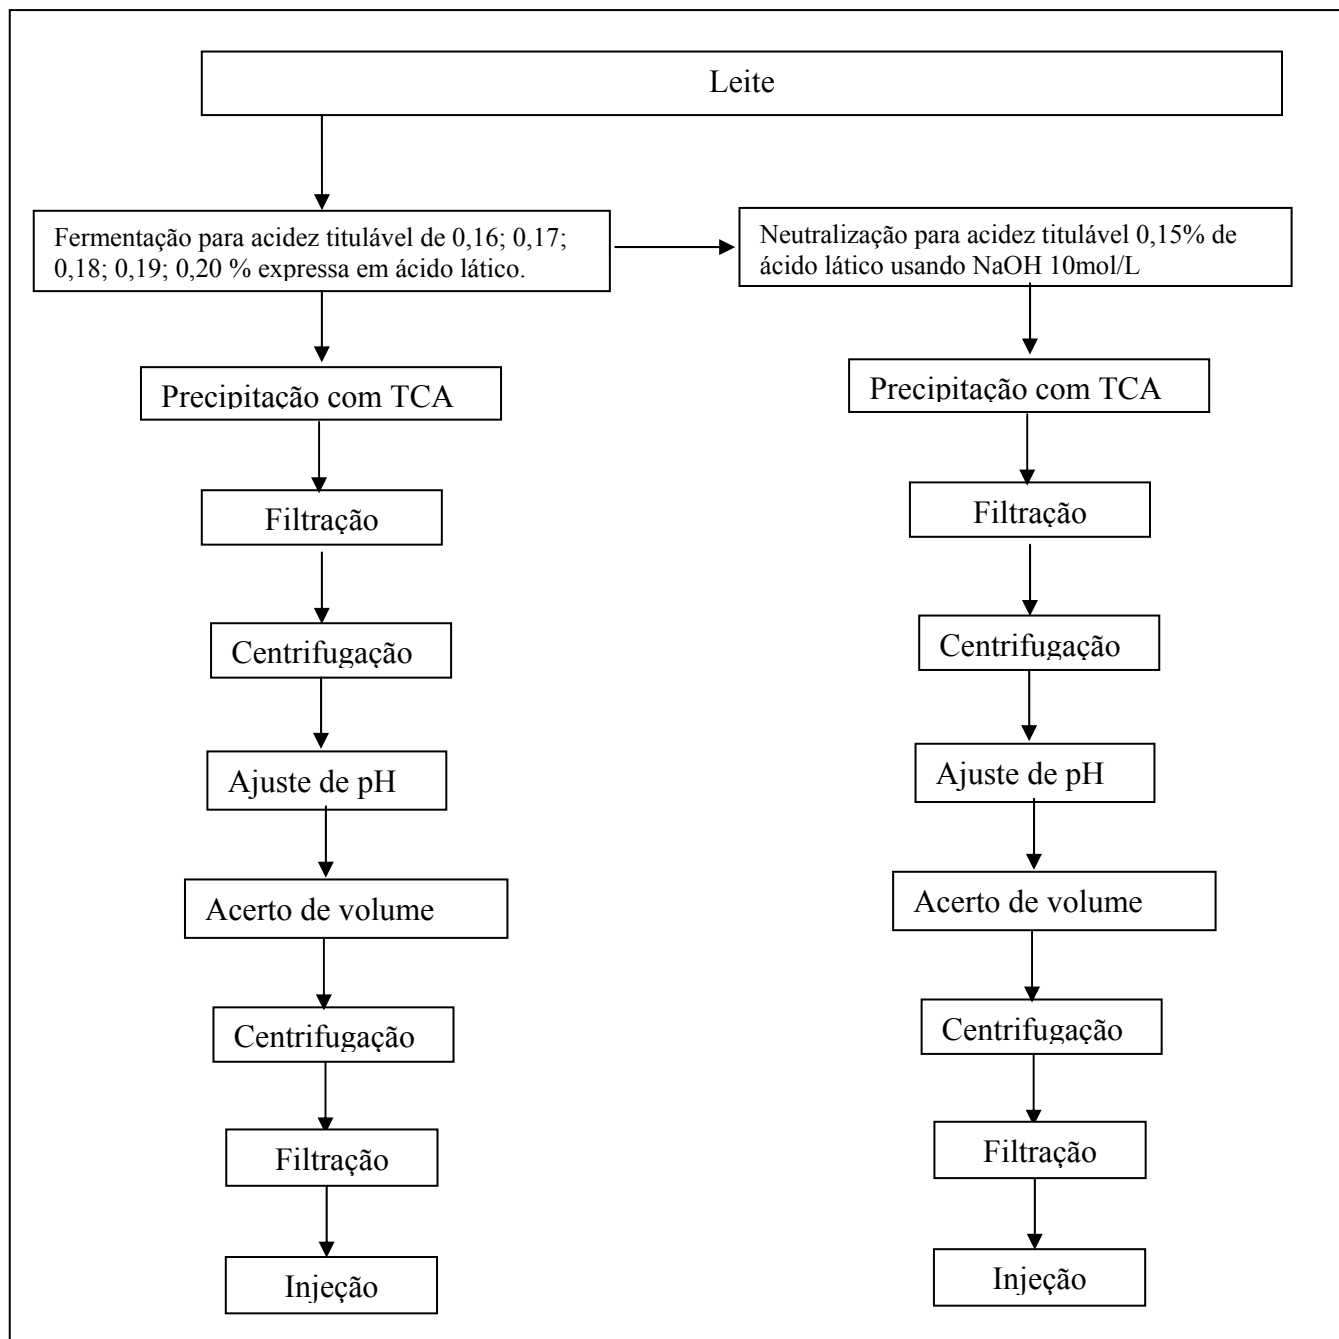 Leite
Fermentação para acidez titulável de 0,16; 0,17;
0,18; 0,19; 0,20 % expressa em ácido lático.
Neutralização para acidez titulável 0,15% de
ácido lático usando NaOH 10mol/L
Precipitação com TCA
Precipitação com TCA
Filtração
Filtração
Centrifugação
Centrifugação
Ajuste de pH
Ajuste de pH
Acerto de volume
Acerto de volume
Centrifugação
Centrifugação
Filtração
Filtração
Injeção
Injeção